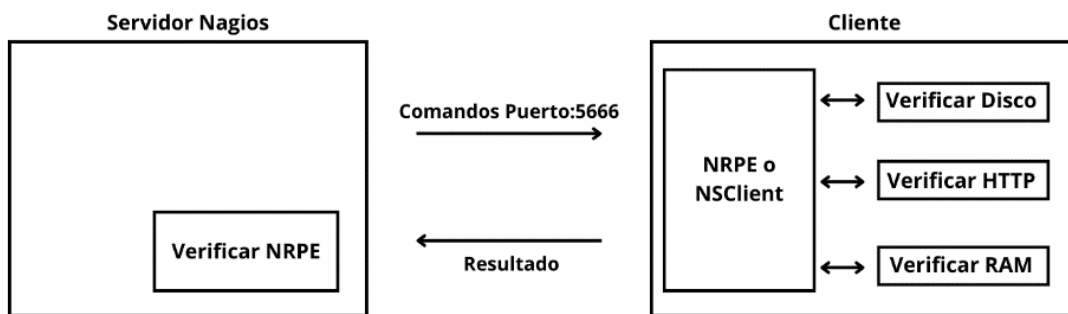 Servidor Nagios
Cliente
Comandos Puerto:5666
Verificar NRPE
Resultado
NRPE o
NSClient
Verificar Disco
Verificar HTTP
Verificar RAM